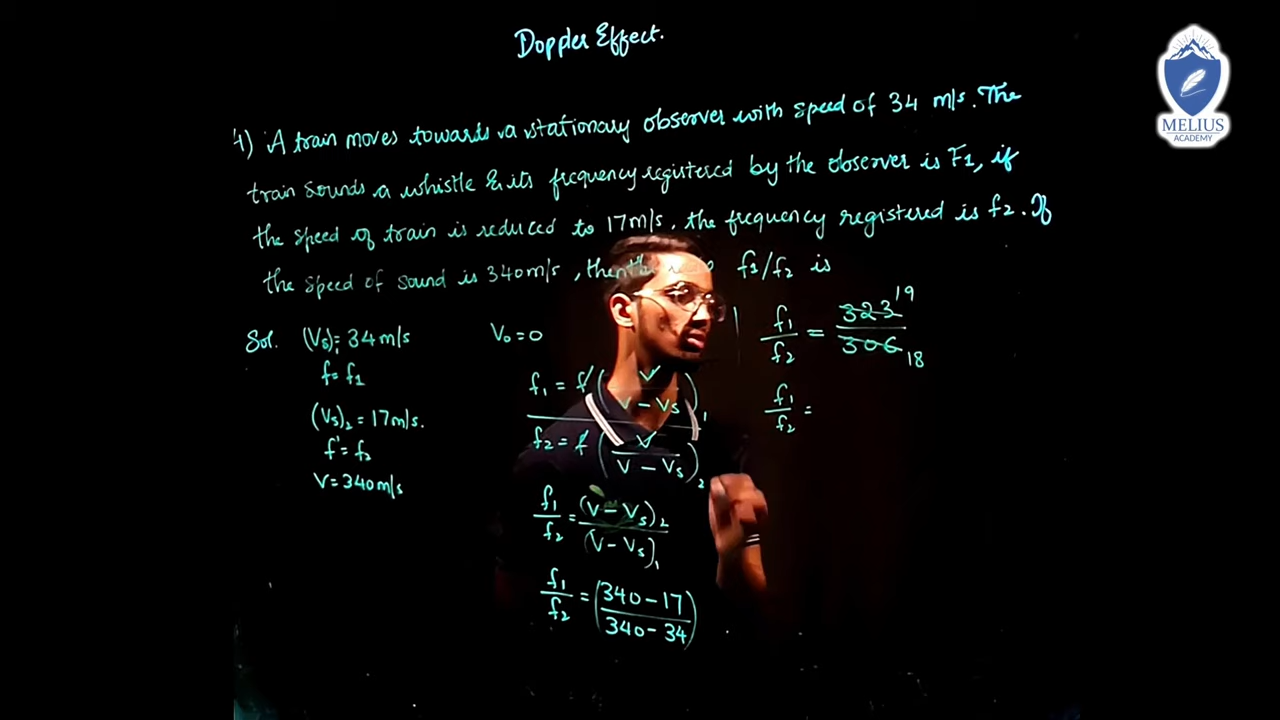 Doppler Effect.
MELIUS
ACADEMY
4) A train moves towards a stationary observer with speed of 34 m/s. The
train sounds a whistle & its frequency registered by the observer is F1, if
the speed of train is reduced to 17m/s, the frequency registered is f2. If
the speed of sound is 340m/s, then f1/f2 is
Sol. (Vs)₁= 34m/s
f= f₁
(Vs)₂ = 17m/s.
f'= f₂
V= 340m/s
V₀=0
f₁ = f (V / V - Vs)₁
f₂ = f (V / V - Vs)₂
f₁/f₂ = (V - Vs)₂ / (V - Vs)₁
f₁/f₂ = (340-17 / 340-34)
f₁/f₂ = 323 19 / 306 18
f₁/f₂ =